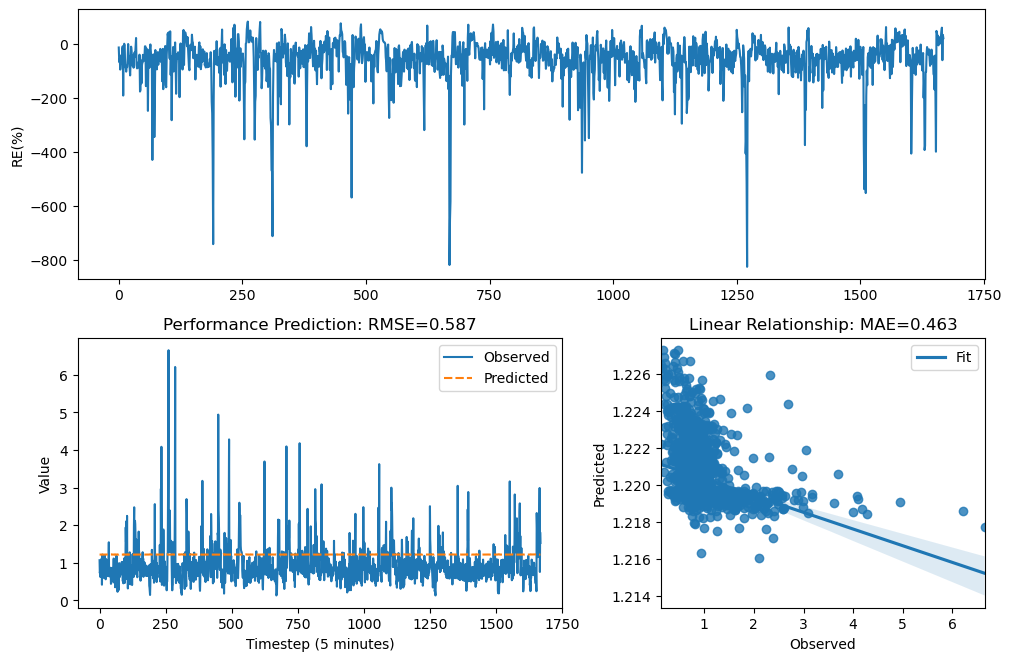 0
−200
−400
−600
−800
RE(%)
0 250 500 750 1000 1250 1500 1750
Performance Prediction: RMSE=0.587
Observed
Predicted
6
5
4
3
2
1
0
Value
0 250 500 750 1000 1250 1500 1750
Timestep (5 minutes)
Linear Relationship: MAE=0.463
Fit
1.226
1.224
1.222
1.220
1.218
1.216
1.214
Predicted
1 2 3 4 5 6
Observed